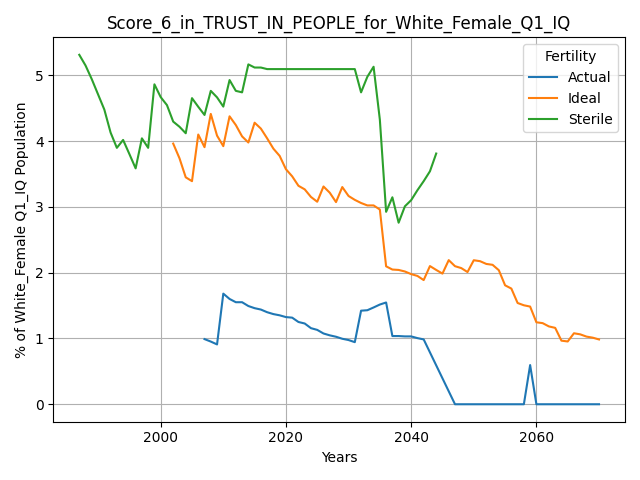 Score_6_in_TRUST_IN_PEOPLE_for_White_Female_Q1_IQ
Fertility
Actual
Ideal
Sterile
% of White_Female Q1_IQ Population
5
4
3
2
1
0
2000 2020 2040 2060
Years